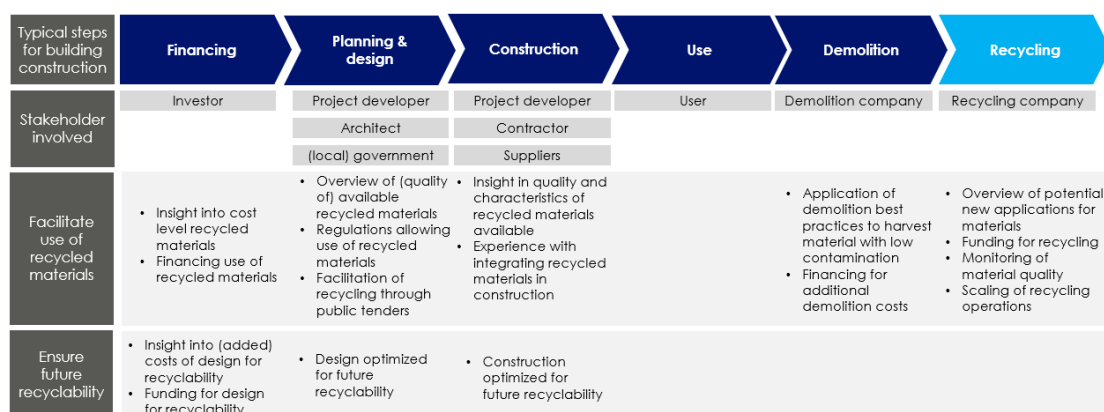 Typical steps
for building
construction
Financing
Planning &
design
Construction
Use
Demolition
Recycling
Stakeholder
involved
Investor
Project developer
Architect
(local) government
Project developer
Contractor
Suppliers
User
Demolition company
Recycling company
Facilitate
use of
recycled
materials
• Insight into cost
level recycled
materials
• Financing use of
recycled materials
• Overview of (quality
of) available
recycled materials
• Regulations allowing
use of recycled
materials
• Facilitation of
recycling through
public tenders
• Insight in quality and
characteristics of
recycled materials
available
• Experience with
integrating recycled
materials in
construction
• Application of
demolition best
practices to harvest
material with low
contamination
• Financing for
additional
demolition costs
• Overview of potential
new applications for
materials
• Funding for recycling
• Monitoring of
material quality
• Scaling of recycling
operations
Ensure
future
recyclability
• Insight into (added)
costs of design for
recyclability
• Funding for design
for recyclability
• Design optimized
for future
recyclability
• Construction
optimized for
future recyclability